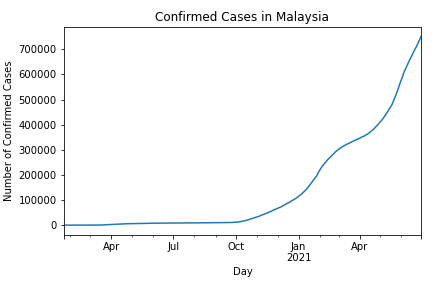 Confirmed Cases in Malaysia
Number of Confirmed Cases
700000
600000
500000
400000
300000
200000
100000
0
Apr Jul Oct Jan Apr
2021
Day